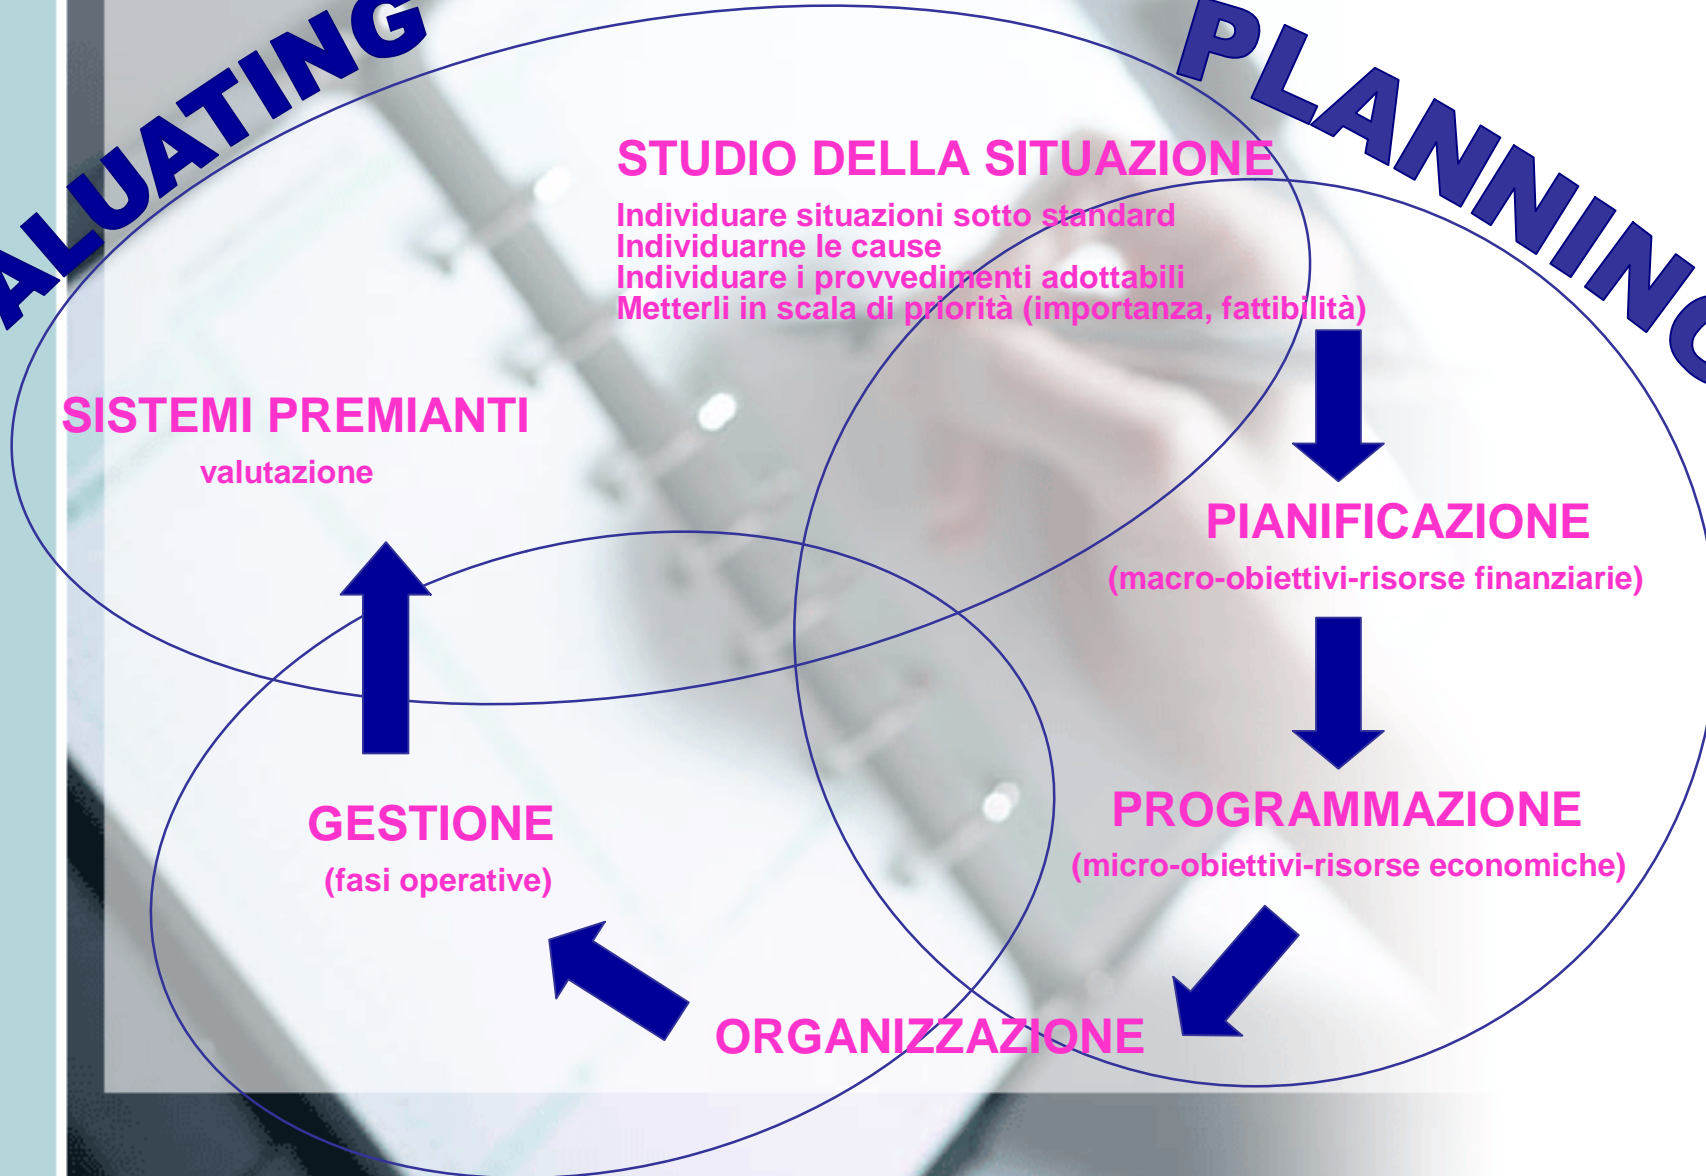 ALUATING
PLANNING
STUDIO DELLA SITUAZIONE
Individuare situazioni sotto standard
Individuarne le cause
Individuare i provvedimenti adottabili
Metterli in scala di priorità (importanza, fattibilità)
SISTEMI PREMIANTI
valutazione
PIANIFICAZIONE
(macro-obiettivi-risorse finanziarie)
GESTIONE
(fasi operative)
PROGRAMMAZIONE
(micro-obiettivi-risorse economiche)
ORGANIZZAZIONE